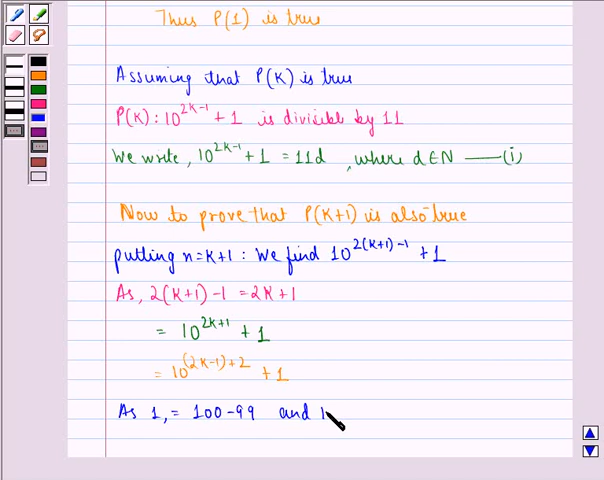 Thus P(1) is true
Assuming that P(K) is true
P(K) : 10^{2K-1} + 1 is divisible by 11
We write, 10^{2K-1} + 1 = 11d , where d ∈ N —— (i)
Now to prove that P(K+1) is also true
putting n = K+1 : We find 10^{2(K+1)-1} + 1
As, 2(K+1)-1 = 2K+1
= 10^{2K+1} + 1
= 10^{(2K-1)+2} + 1
As 1, = 100-99 and 1